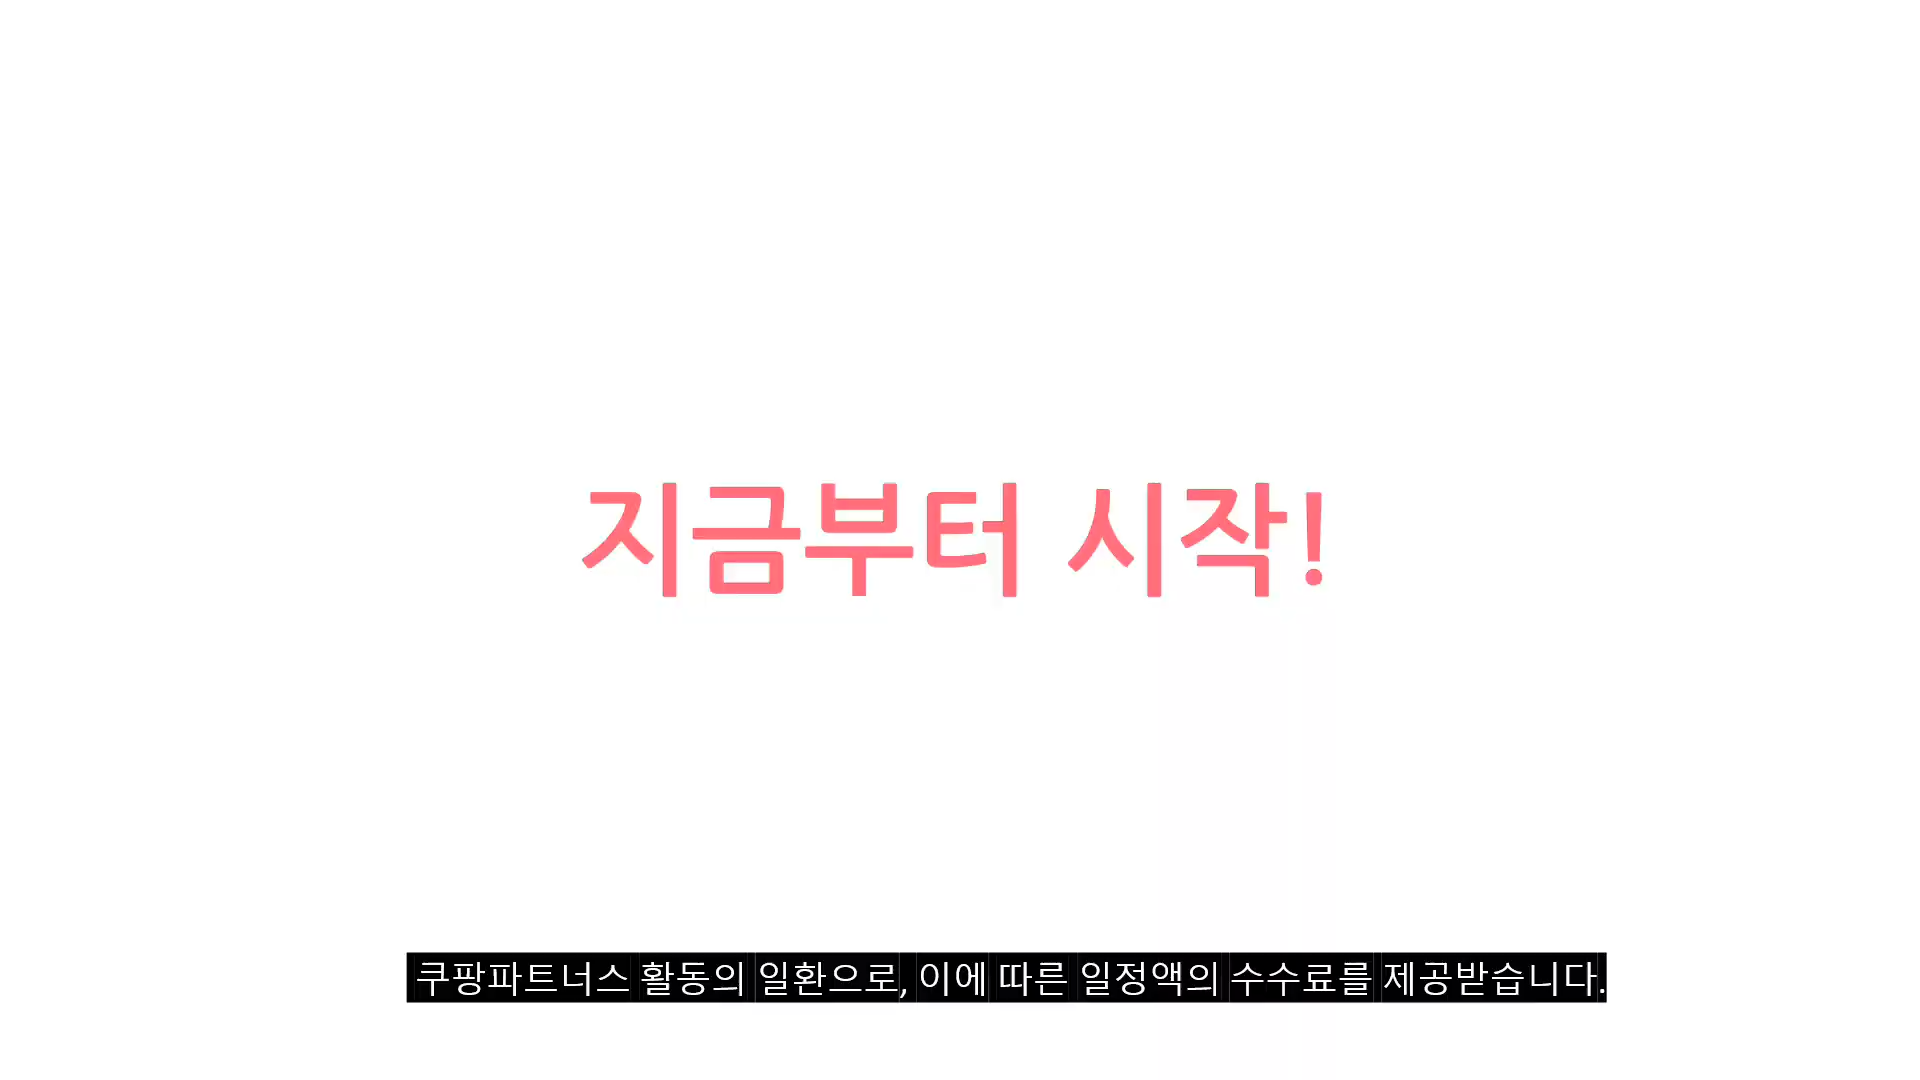 지금부터 시작!
쿠팡파트너스 활동의 일환으로, 이에 따른 일정액의 수수료를 제공받습니다.